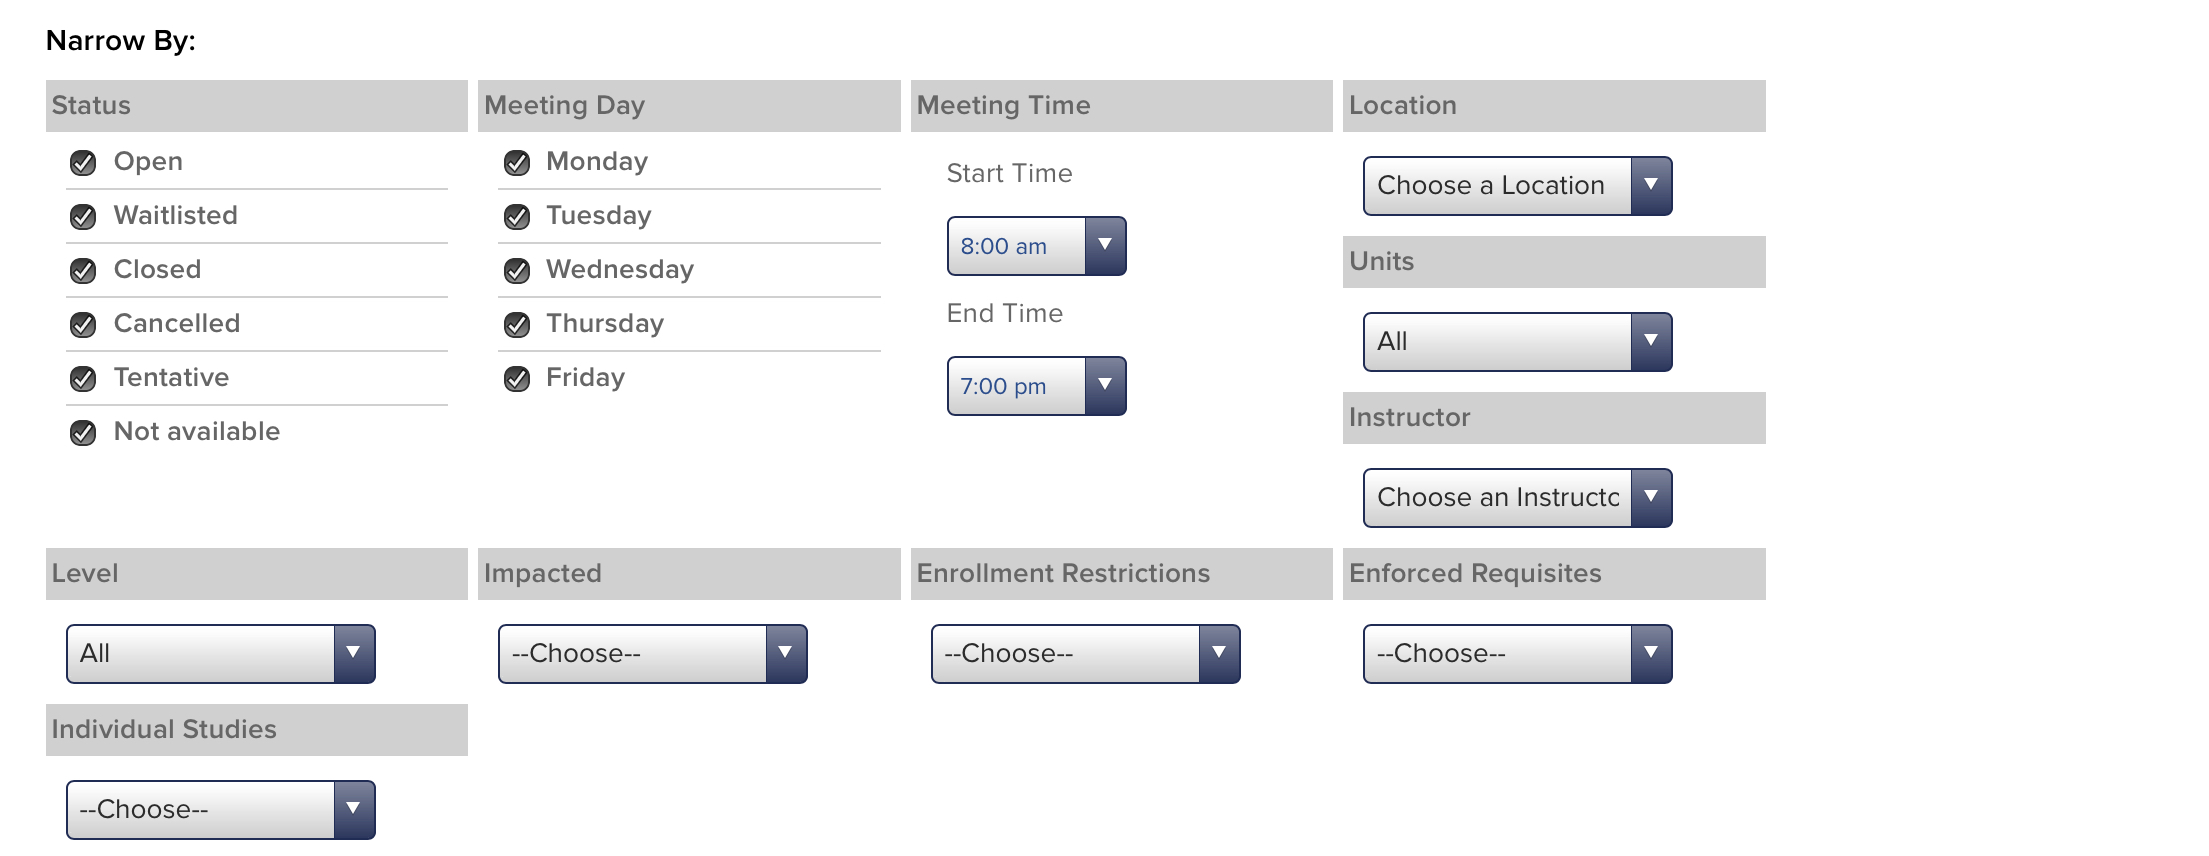 Narrow By:
Status
Open
Waitlisted
Closed
Cancelled
Tentative
Not available
Meeting Day
Monday
Tuesday
Wednesday
Thursday
Friday
Meeting Time
Start Time
8:00 am
End Time
7:00 pm
Location
Choose a Location
Units
All
Instructor
Choose an Instructo
Level
All
Impacted
--Choose--
Enrollment Restrictions
--Choose--
Enforced Requisites
--Choose--
Individual Studies
--Choose--